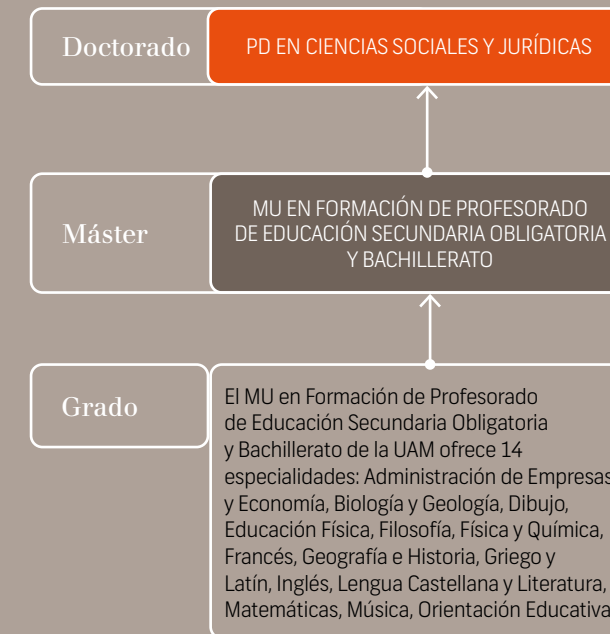 Doctorado
PD EN CIENCIAS SOCIALES Y JURÍDICAS
Máster
MU EN FORMACIÓN DE PROFESORADO
DE EDUCACIÓN SECUNDARIA OBLIGATORIA
Y BACHILLERATO
Grado
El MU en Formación de Profesorado
de Educación Secundaria Obligatoria
y Bachillerato de la UAM ofrece 14
especialidades: Administración de Empresas
y Economía, Biología y Geología, Dibujo,
Educación Física, Filosofía, Física y Química,
Francés, Geografía e Historia, Griego y
Latín, Inglés, Lengua Castellana y Literatura,
Matemáticas, Música, Orientación Educativa